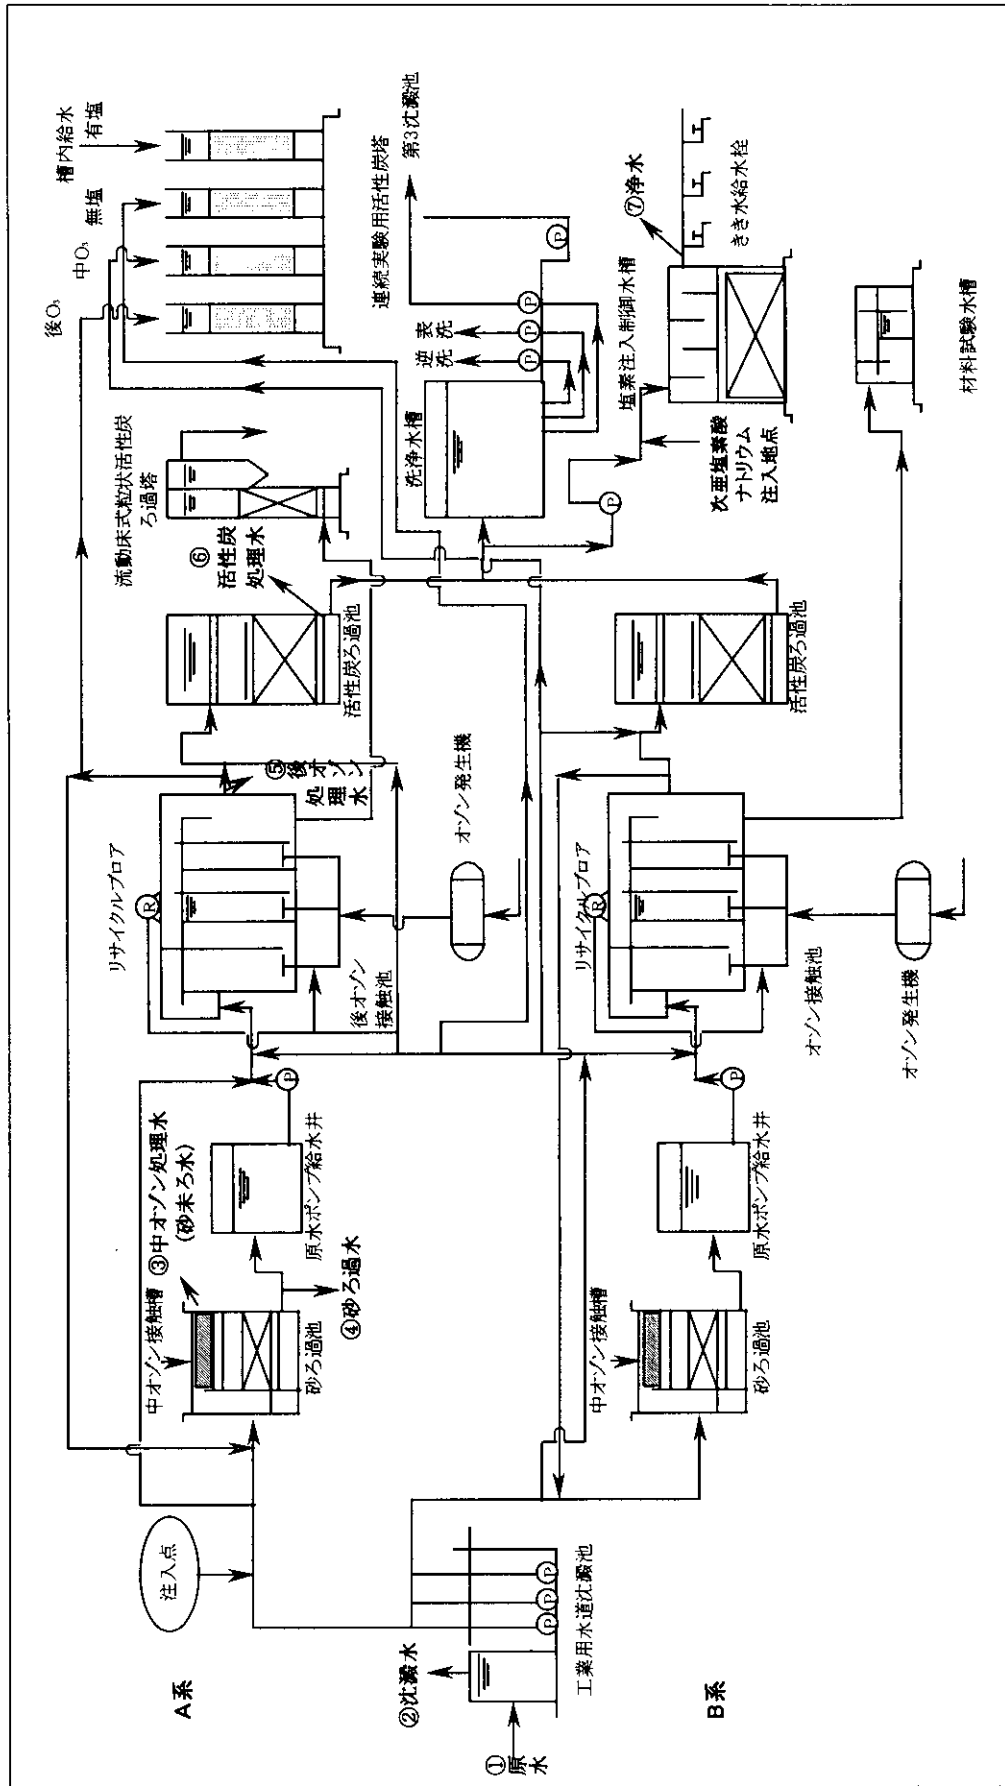 A系
注入点
①原水
②沈澱水
工業用水道沈澱池
P
P
P
中オゾン接触槽
③中オゾン処理水
(砂未ろ水)
砂ろ過池
④砂ろ過水
原水ポンプ給水井
P
リサイクルブロア
R
後オゾン
接触池
オゾン発生機
⑤後オゾン
処理
水
活性炭ろ過池
⑥
活性炭
処理水
流動床式粒状活性炭
ろ過塔
後O₃
中O₃
無塩
槽内給水
有塩
連続実験用活性炭塔
洗浄水槽
逆洗
表洗
P
P
P
P
第3沈澱池
P
次亜塩素酸
ナトリウム
注入地点
塩素注入制御水槽
⑦浄水
きき水給水栓
B系
中オゾン接触槽
砂ろ過池
原水ポンプ給水井
P
リサイクルブロア
R
オゾン接触池
オゾン発生機
活性炭ろ過池
材料試験水槽